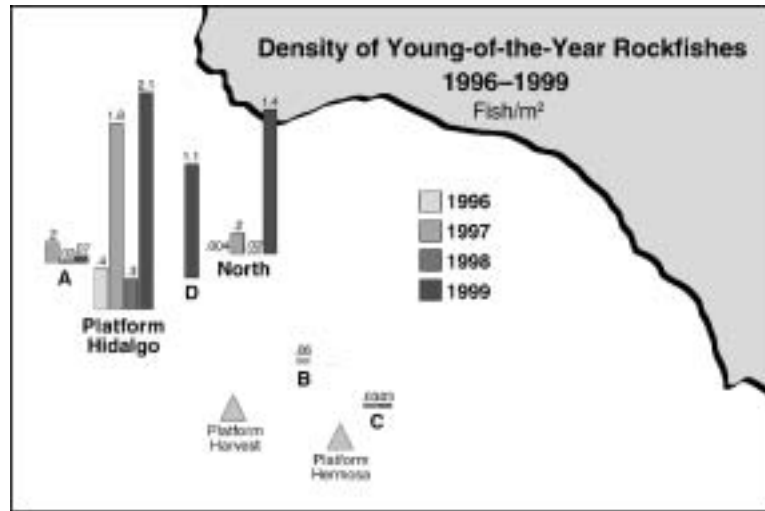 Density of Young-of-the-Year Rockfishes
1996–1999
Fish/m²
2.1
1.8
1.4
1.1
1996
1997
1998
1999
.2
.004
.2
.4
.3
A
D
North
Platform
Hidalgo
B
C
Platform
Harvest
Platform
Hermosa